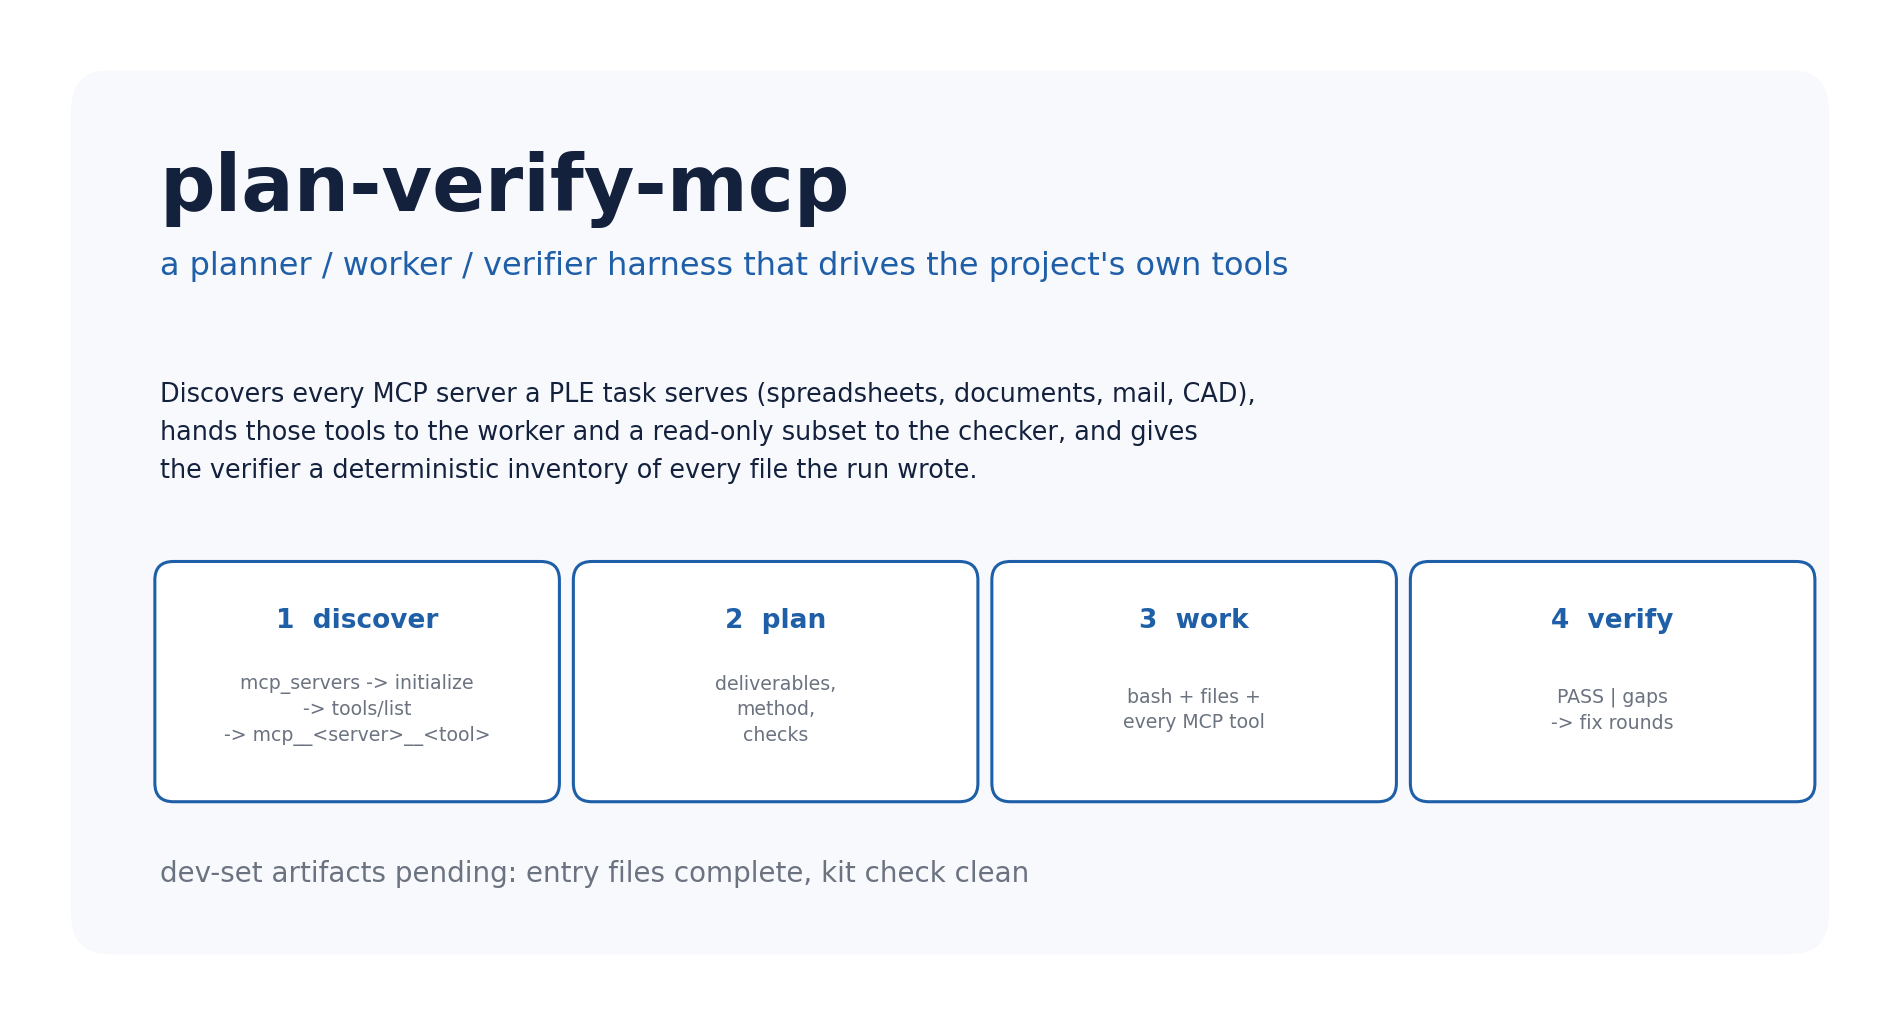 plan-verify-mcp
a planner / worker / verifier harness that drives the project's own tools
Discovers every MCP server a PLE task serves (spreadsheets, documents, mail, CAD),
hands those tools to the worker and a read-only subset to the checker, and gives
the verifier a deterministic inventory of every file the run wrote.
1 discover
mcp_servers -> initialize
-> tools/list
-> mcp__<server>__<tool>
2 plan
deliverables,
method,
checks
3 work
bash + files +
every MCP tool
4 verify
PASS | gaps
-> fix rounds
dev-set artifacts pending: entry files complete, kit check clean